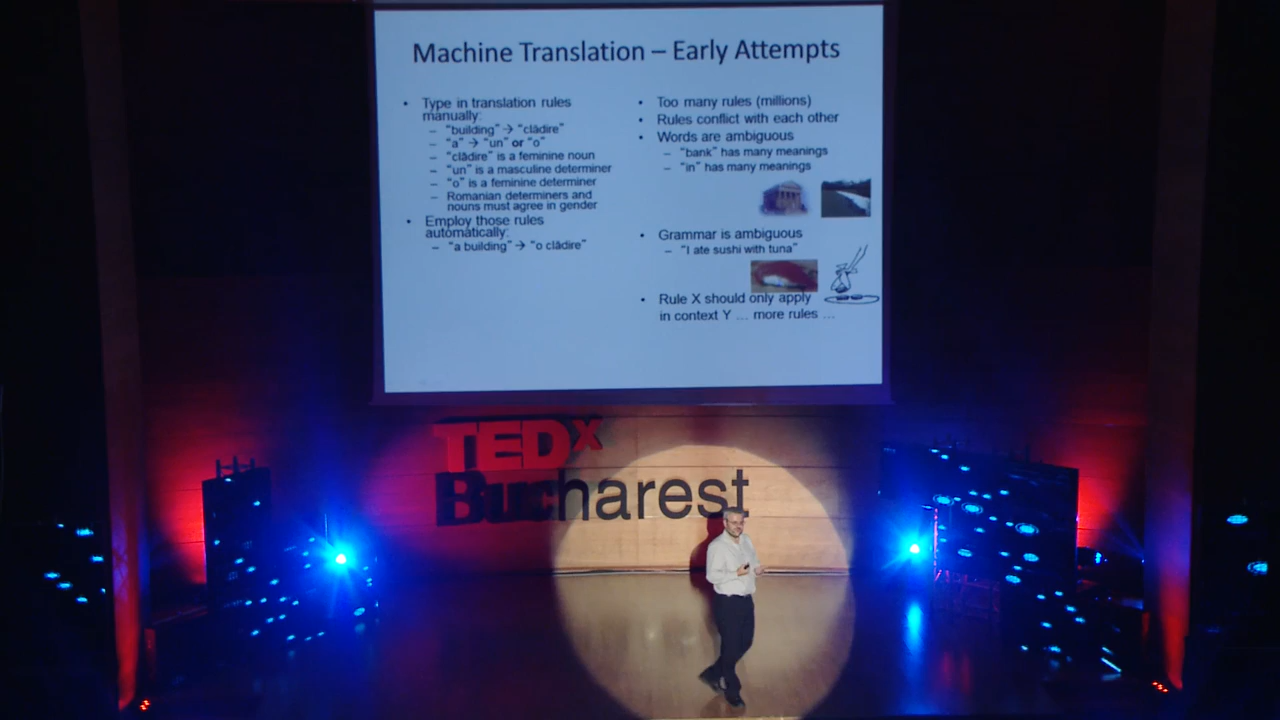 Machine Translation – Early Attempts
• Type in translation rules
manually:
– “building” → “clădire”
– “a” → “un” or “o”
– “clădire” is a feminine noun
– “un” is a masculine determiner
– “o” is a feminine determiner
– Romanian determiners and
nouns must agree in gender
• Employ those rules
automatically:
– “a building” → “o clădire”
• Too many rules (millions)
• Rules conflict with each other
• Words are ambiguous
– “bank” has many meanings
– “in” has many meanings
• Grammar is ambiguous
– “I ate sushi with tuna”
• Rule X should only apply
in context Y … more rules …
TEDx
Bucharest